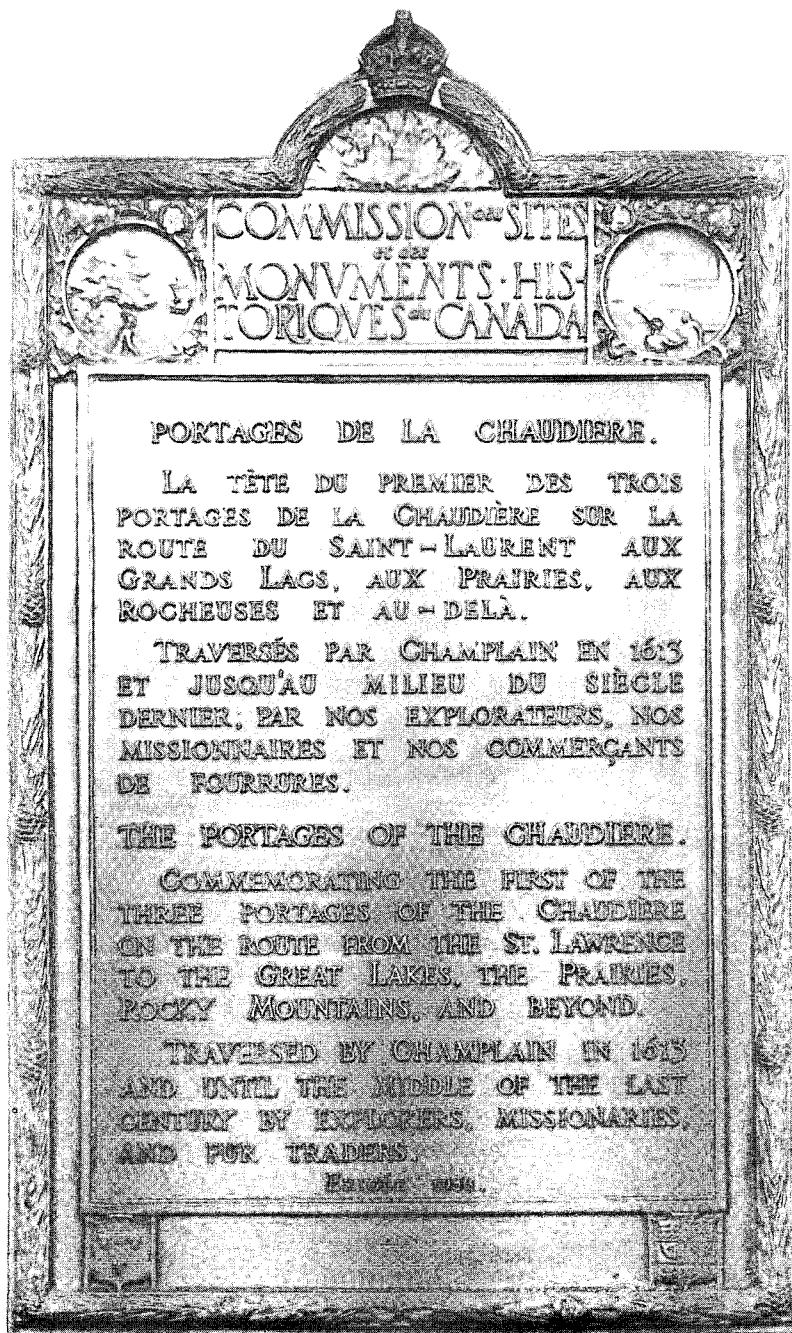 COMMISSION des SITES
et des
MONVMENTS · HIS-
TORIQVES du CANADA
PORTAGES DE LA CHAUDIÈRE.
LA TÊTE DU PREMIER DES TROIS
PORTAGES DE LA CHAUDIÈRE SUR LA
ROUTE DU SAINT-LAURENT AUX
GRANDS LACS, AUX PRAIRIES, AUX
ROCHEUSES ET AU-DELÀ.
TRAVERSÉS PAR CHAMPLAIN EN 1613
ET JUSQU'AU MILIEU DU SIÈCLE
DERNIER, PAR NOS EXPLORATEURS, NOS
MISSIONNAIRES ET NOS COMMERÇANTS
DE FOURRURES.
THE PORTAGES OF THE CHAUDIÈRE.
COMMEMORATING THE FIRST OF THE
THREE PORTAGES OF THE CHAUDIÈRE
ON THE ROUTE FROM THE ST. LAWRENCE
TO THE GREAT LAKES, THE PRAIRIES,
ROCKY MOUNTAINS, AND BEYOND.
TRAVERSED BY CHAMPLAIN IN 1613
AND UNTIL THE MIDDLE OF THE LAST
CENTURY BY EXPLORERS, MISSIONARIES,
AND FUR TRADERS.